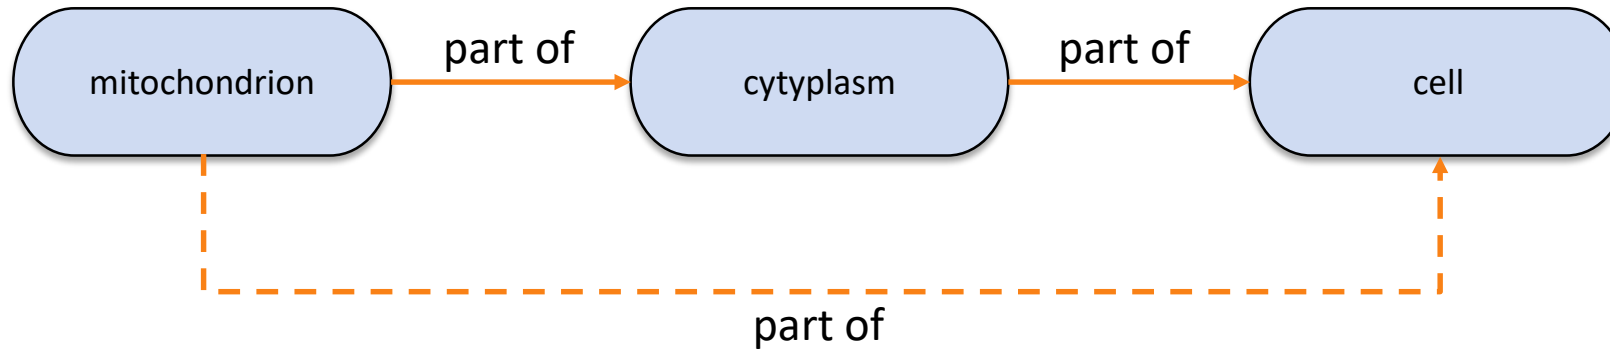 part of
part of
mitochondrion
cytyplasm
cell
part of